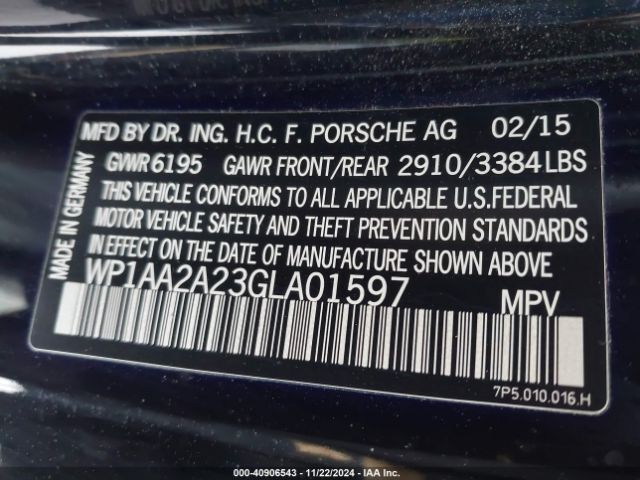 MFD BY DR. ING. H.C. F. PORSCHE AG 02/15
GVWR 6195 GAWR FRONT/REAR 2910/3384 LBS
THIS VEHICLE CONFORMS TO ALL APPLICABLE U.S.FEDERAL
MOTOR VEHICLE SAFETY AND THEFT PREVENTION STANDARDS
IN EFFECT ON THE DATE OF MANUFACTURE SHOWN ABOVE
WP1AA2A23GLA01597 MPV
MADE IN GERMANY
7P5.010.016.H
000-40906543 - 11/22/2024 - IAA Inc.